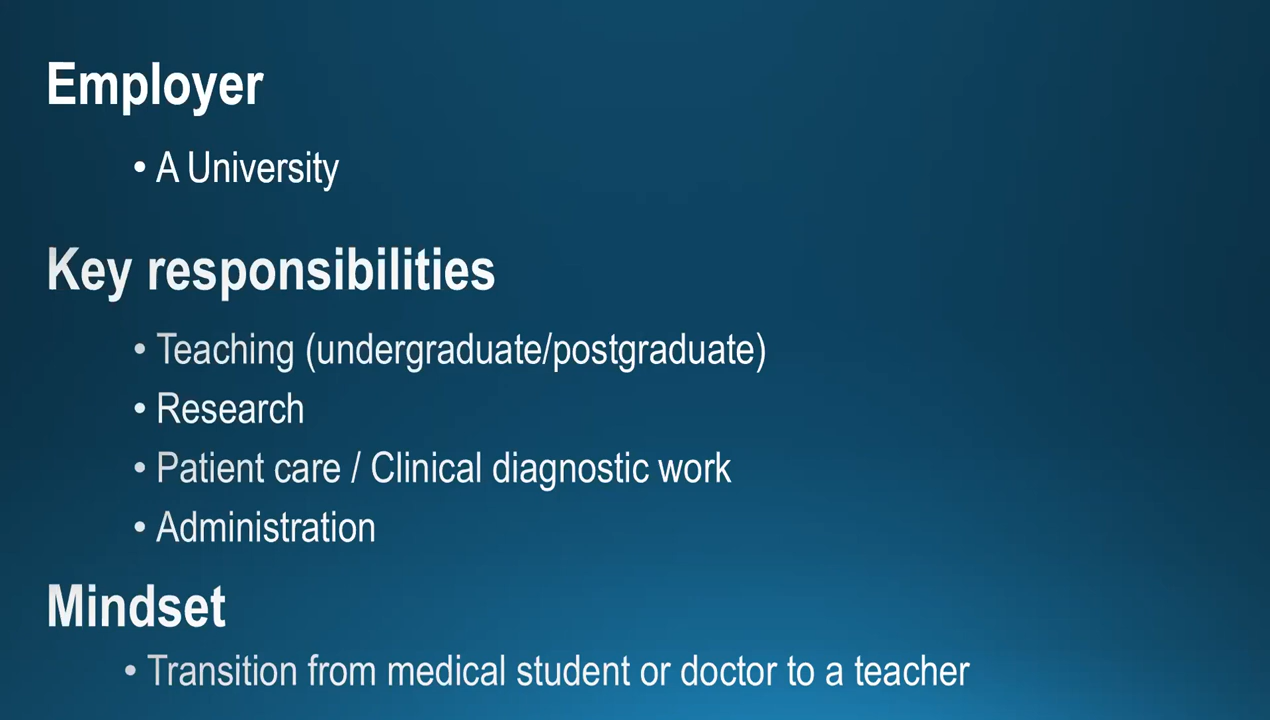 Employer
• A University
Key responsibilities
• Teaching (undergraduate/postgraduate)
• Research
• Patient care / Clinical diagnostic work
• Administration
Mindset
• Transition from medical student or doctor to a teacher